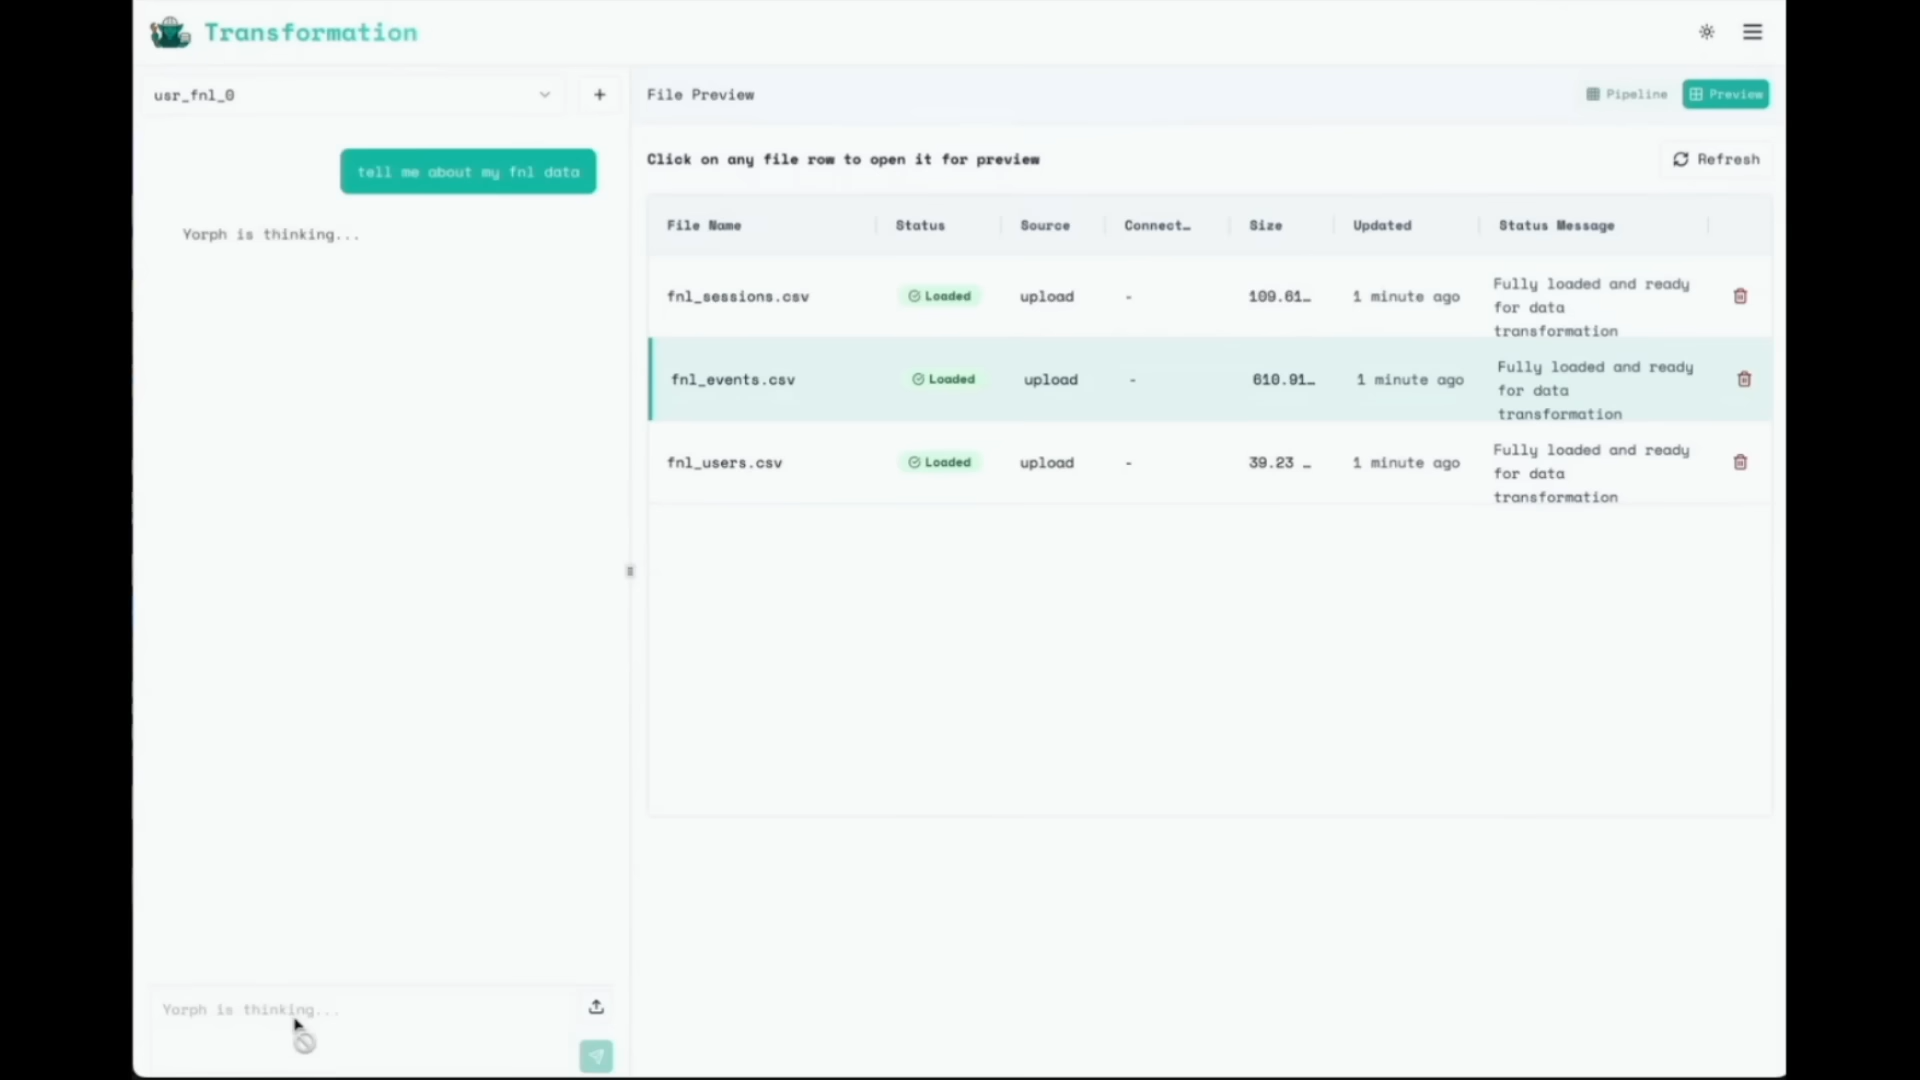 Transformation
usr_fnl_0
+
tell me about my fnl data
Yorph is thinking...
Yorph is thinking...
File Preview
Pipeline
Preview
Click on any file row to open it for preview
Refresh
File Name Status Source Connect… Size Updated Status Message
fnl_sessions.csv Loaded upload - 109.61… 1 minute ago Fully loaded and ready
for data
transformation
fnl_events.csv Loaded upload - 610.91… 1 minute ago Fully loaded and ready
for data
transformation
fnl_users.csv Loaded upload - 39.23 … 1 minute ago Fully loaded and ready
for data
transformation